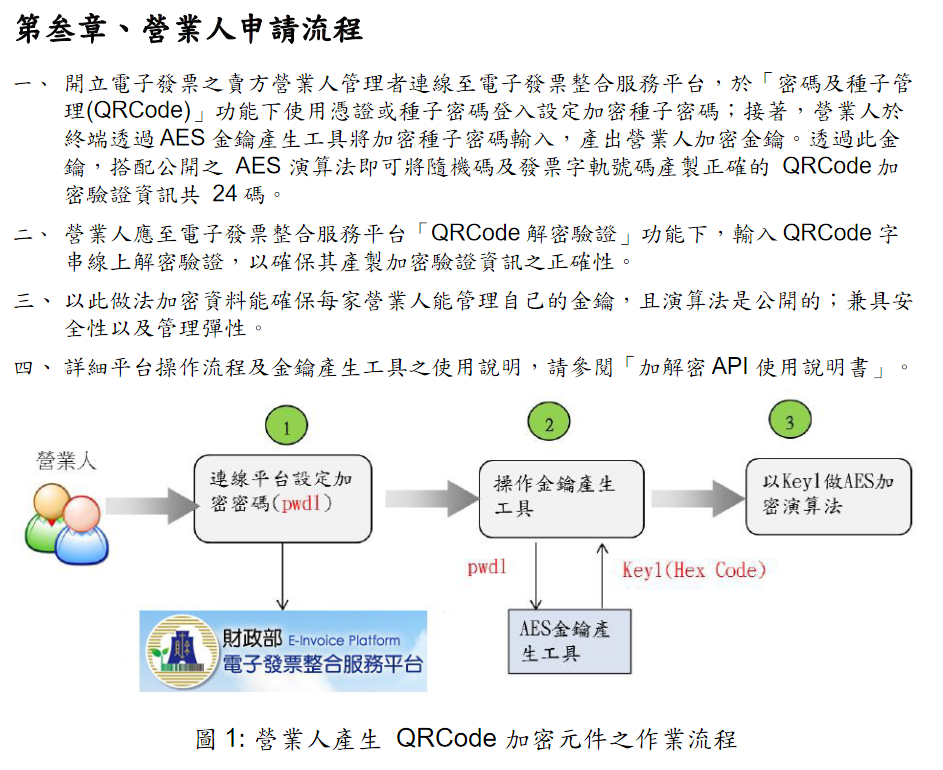 第叁章、營業人申請流程
一、 開立電子發票之賣方營業人管理者連線至電子發票整合服務平台，於「密碼及種子管
理(QRCode)」功能下使用憑證或種子密碼登入設定加密種子密碼；接著，營業人於
終端透過 AES 金鑰產生工具將加密種子密碼輸入，產出營業人加密金鑰。透過此金
鑰，搭配公開之 AES 演算法即可將隨機碼及發票字軌號碼產製正確的 QRCode 加
密驗證資訊共 24 碼。
二、 營業人應至電子發票整合服務平台「QRCode 解密驗證」功能下，輸入 QRCode 字
串線上解密驗證，以確保其產製加密驗證資訊之正確性。
三、 以此做法加密資料能確保每家營業人能管理自己的金鑰，且演算法是公開的；兼具安
全性以及管理彈性。
四、 詳細平台操作流程及金鑰產生工具之使用說明，請參閱「加解密 API 使用說明書」。
營業人
1
連線平台設定加
密密碼(pwd1)
2
操作金鑰產生
工具
3
以Key1做AES加
密演算法
pwd1
Key1(Hex Code)
AES金鑰產
生工具
財政部 E-Invoice Platform
電子發票整合服務平台
圖 1: 營業人產生 QRCode 加密元件之作業流程